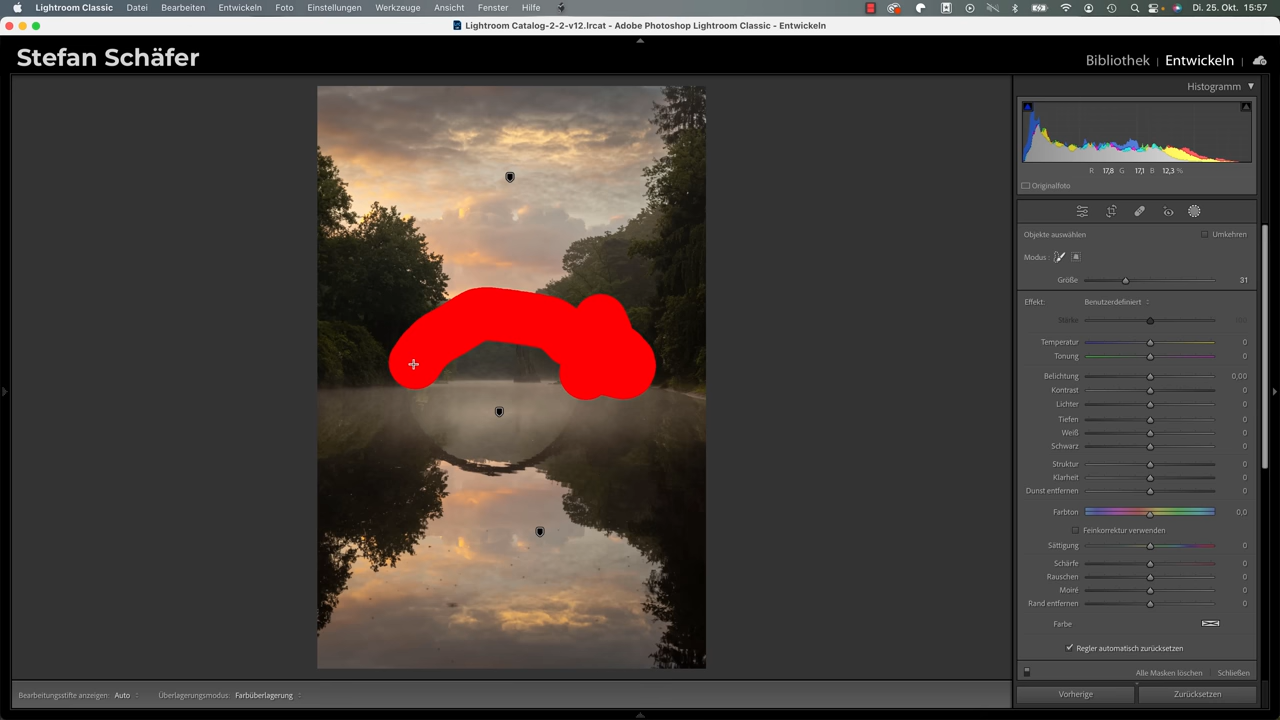 Lightroom Classic Datei Bearbeiten Entwickeln Foto Einstellungen Werkzeuge Ansicht Fenster Hilfe Di. 25. Okt. 15:57
Lightroom Catalog-2-2-v12.lrcat - Adobe Photoshop Lightroom Classic - Entwickeln
Stefan Schäfer
Bibliothek | Entwickeln |
Histogramm
R 17,8 G 17,1 B 12,3 %
Originalfoto
Objekte auswählen Umkehren
Modus :
Größe 31
Effekt: Benutzerdefiniert
Stärke
Temperatur 0
Tonung 0
Belichtung 0,00
Kontrast 0
Lichter 0
Tiefen 0
Weiß 0
Schwarz 0
Struktur 0
Klarheit 0
Dunst entfernen 0
Farbton 0,0
Feinkorrektur verwenden
Sättigung 0
Schärfe 0
Rauschen 0
Moiré 0
Rand entfernen 0
Farbe
Regler automatisch zurücksetzen
Alle Masken löschen Schließen
Bearbeitungsstifte anzeigen: Auto Überlagerungsmodus: Farbüberlagerung
Vorherige Zurücksetzen